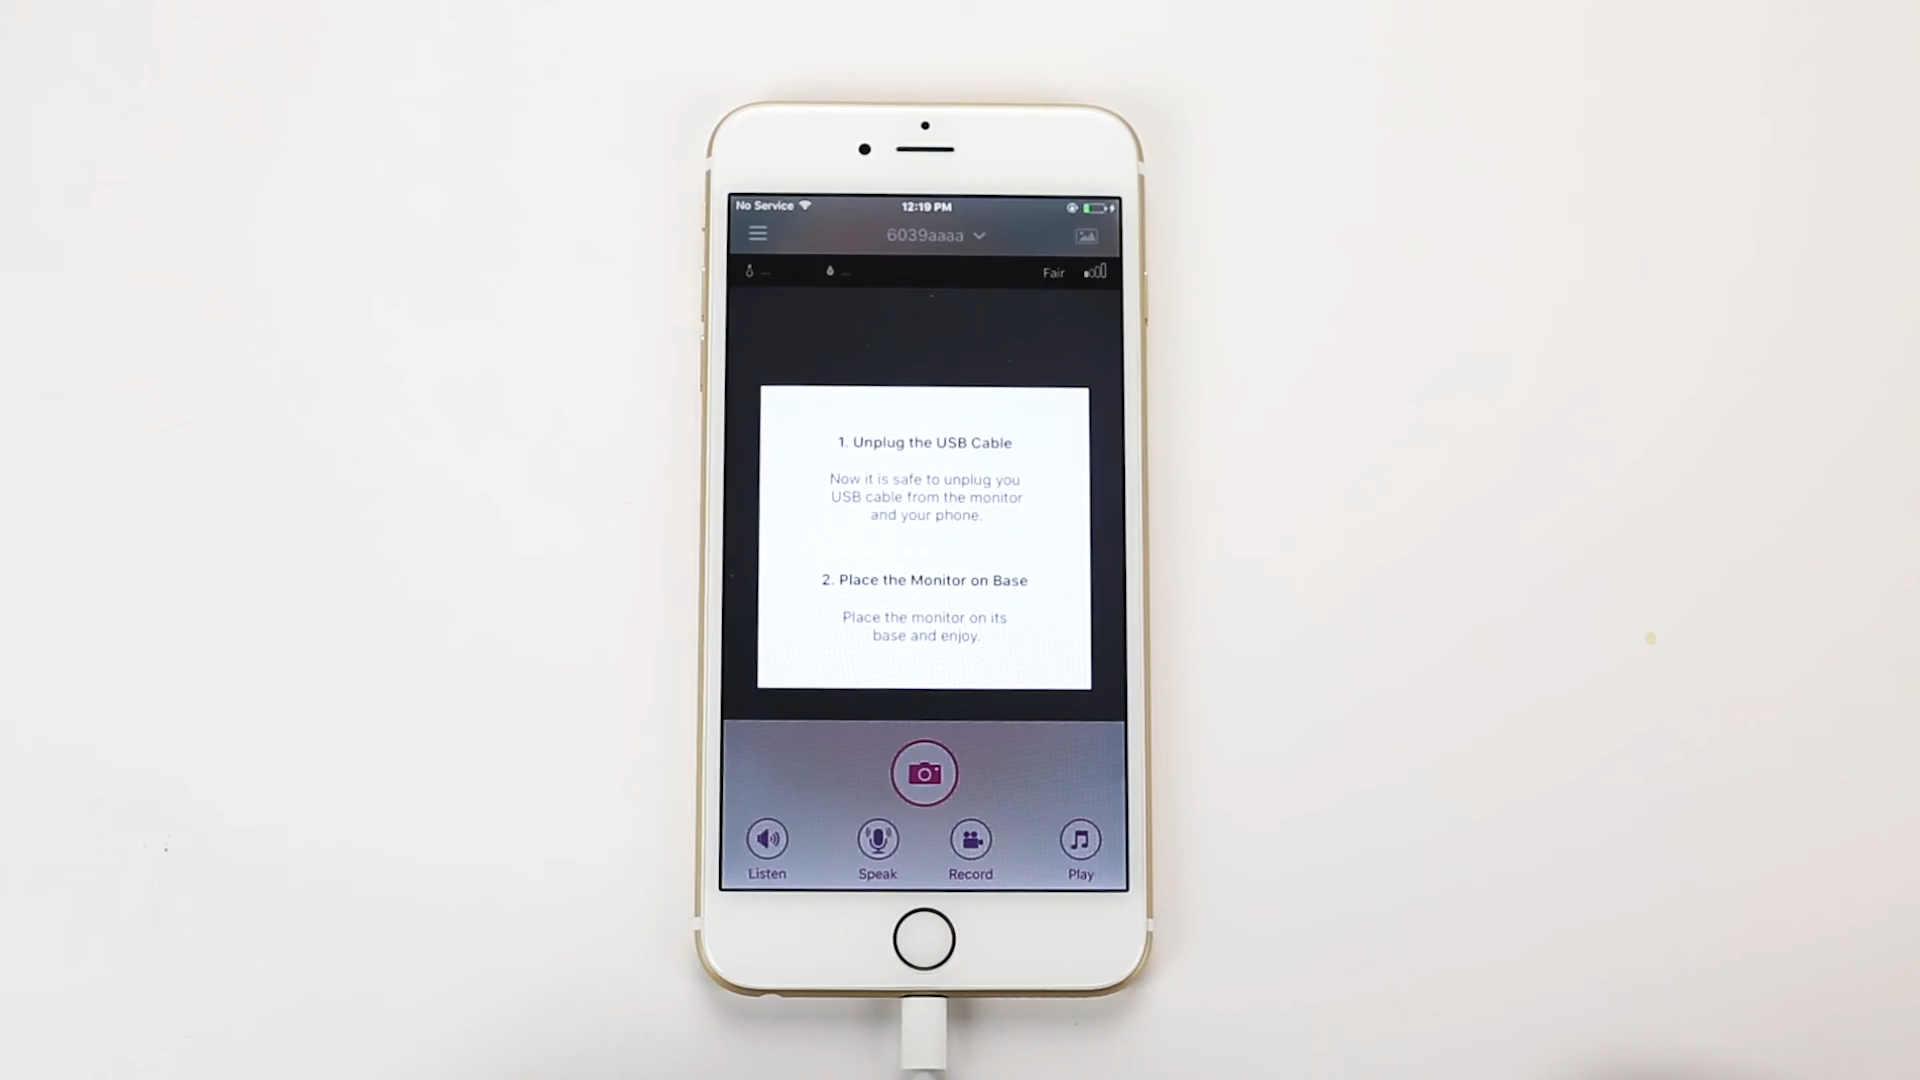 No Service
12:19 PM
6039aaaa
--
--
Fair
1. Unplug the USB Cable
Now it is safe to unplug you
USB cable from the monitor
and your phone.
2. Place the Monitor on Base
Place the monitor on its
base and enjoy.
Listen
Speak
Record
Play